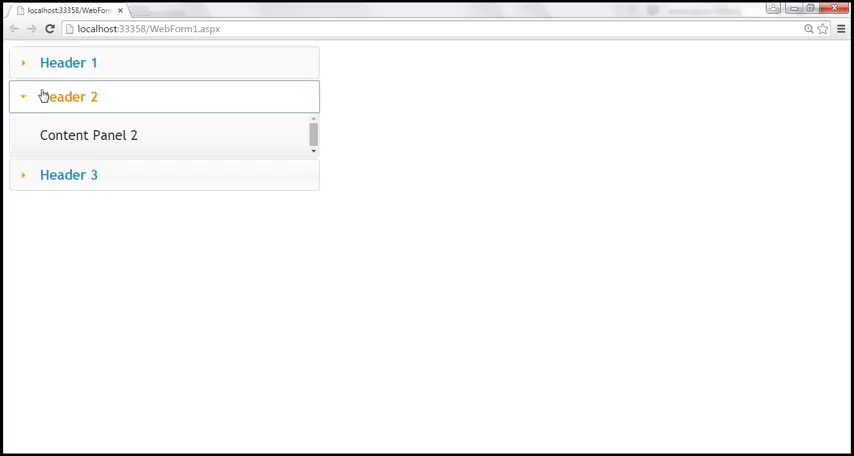 localhost:33358/WebForm
localhost:33358/WebForm1.aspx
Header 1
Header 2
Content Panel 2
Header 3